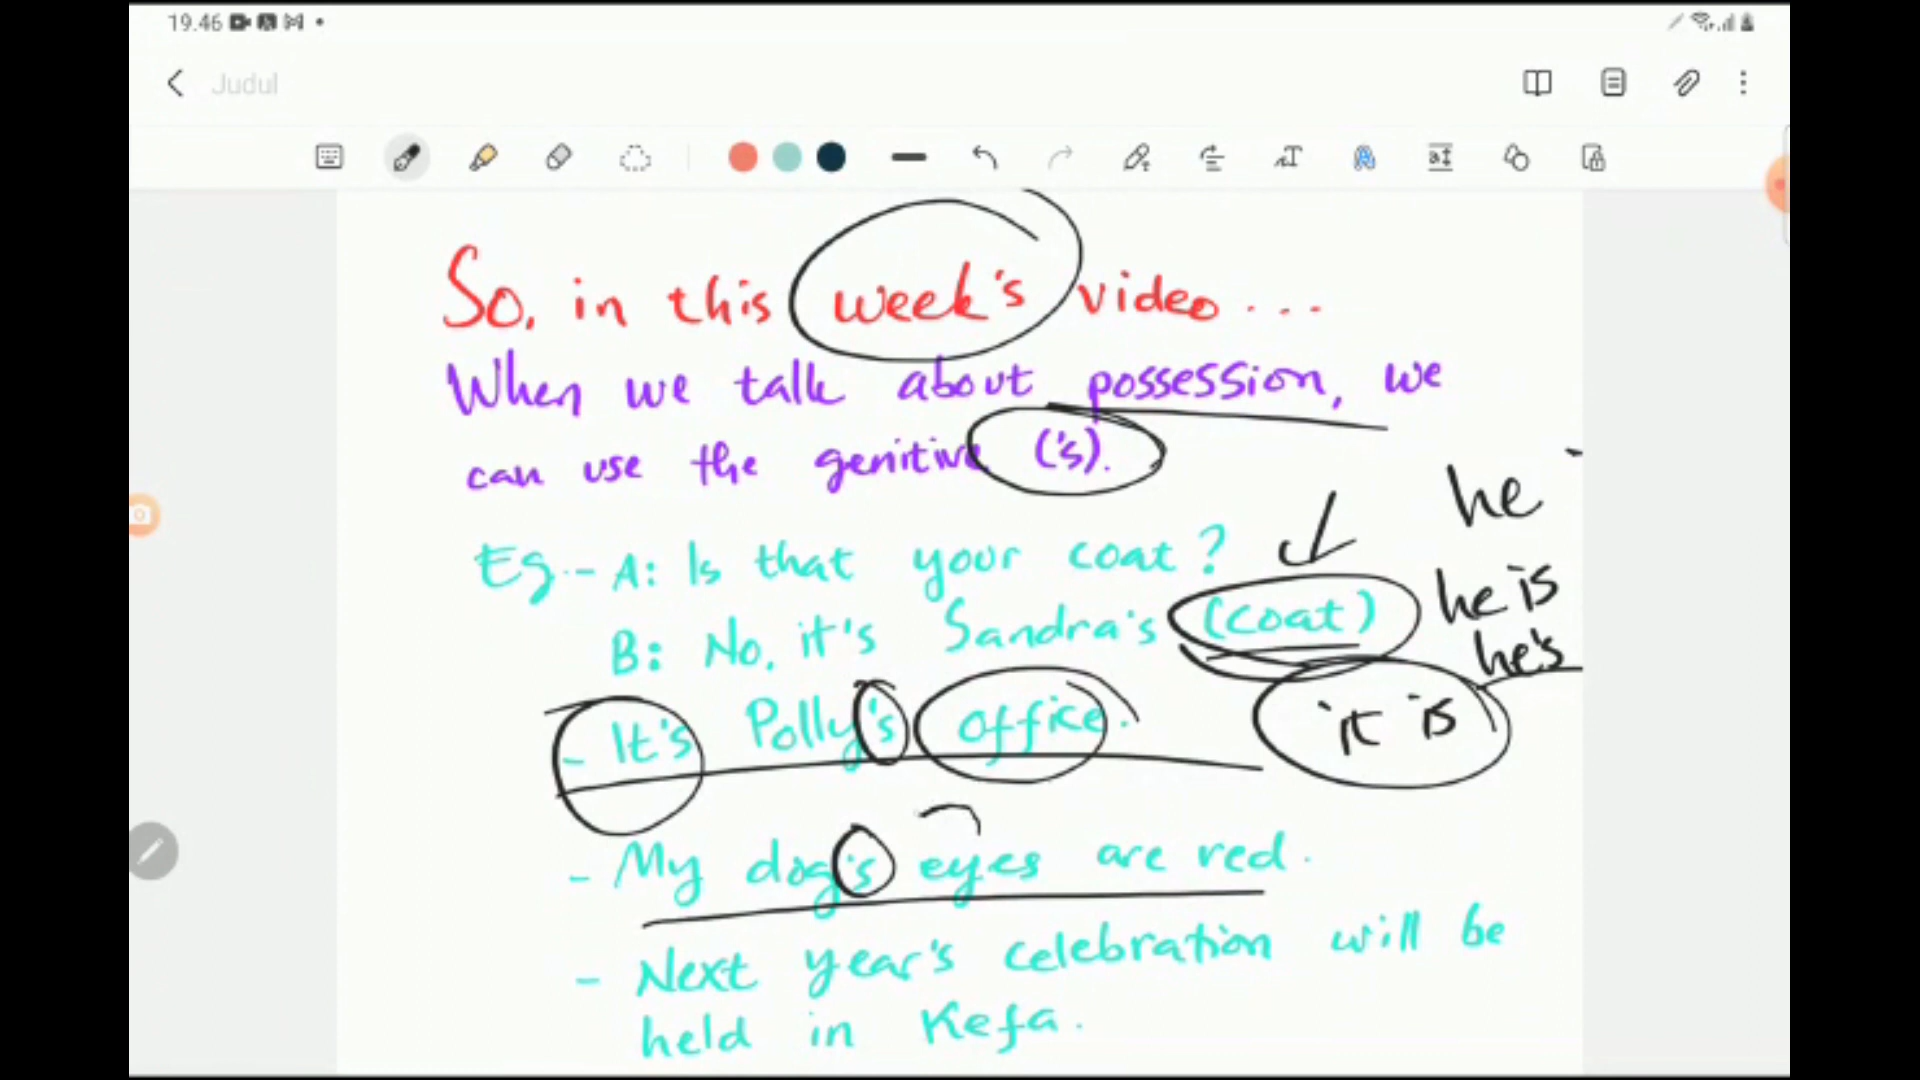 19.46
Judul
So, in this week's video...
When we talk about possession, we
can use the genitive ('s).
he
Eg.- A: Is that your coat?
he is
B: No, it's Sandra's (coat)
he's
- It's Polly's office.
it is
- My dog's eyes are red.
- Next year's celebration will be
held in Kefa.